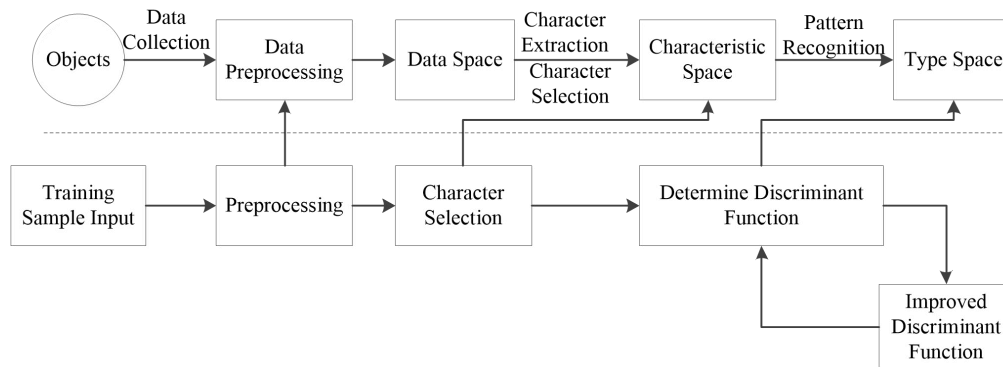 Objects
Data
Collection
Data
Preprocessing
Data Space
Character
Extraction
Character
Selection
Characteristic
Space
Pattern
Recognition
Type Space
Training
Sample Input
Preprocessing
Character
Selection
Determine Discriminant
Function
Improved
Discriminant
Function